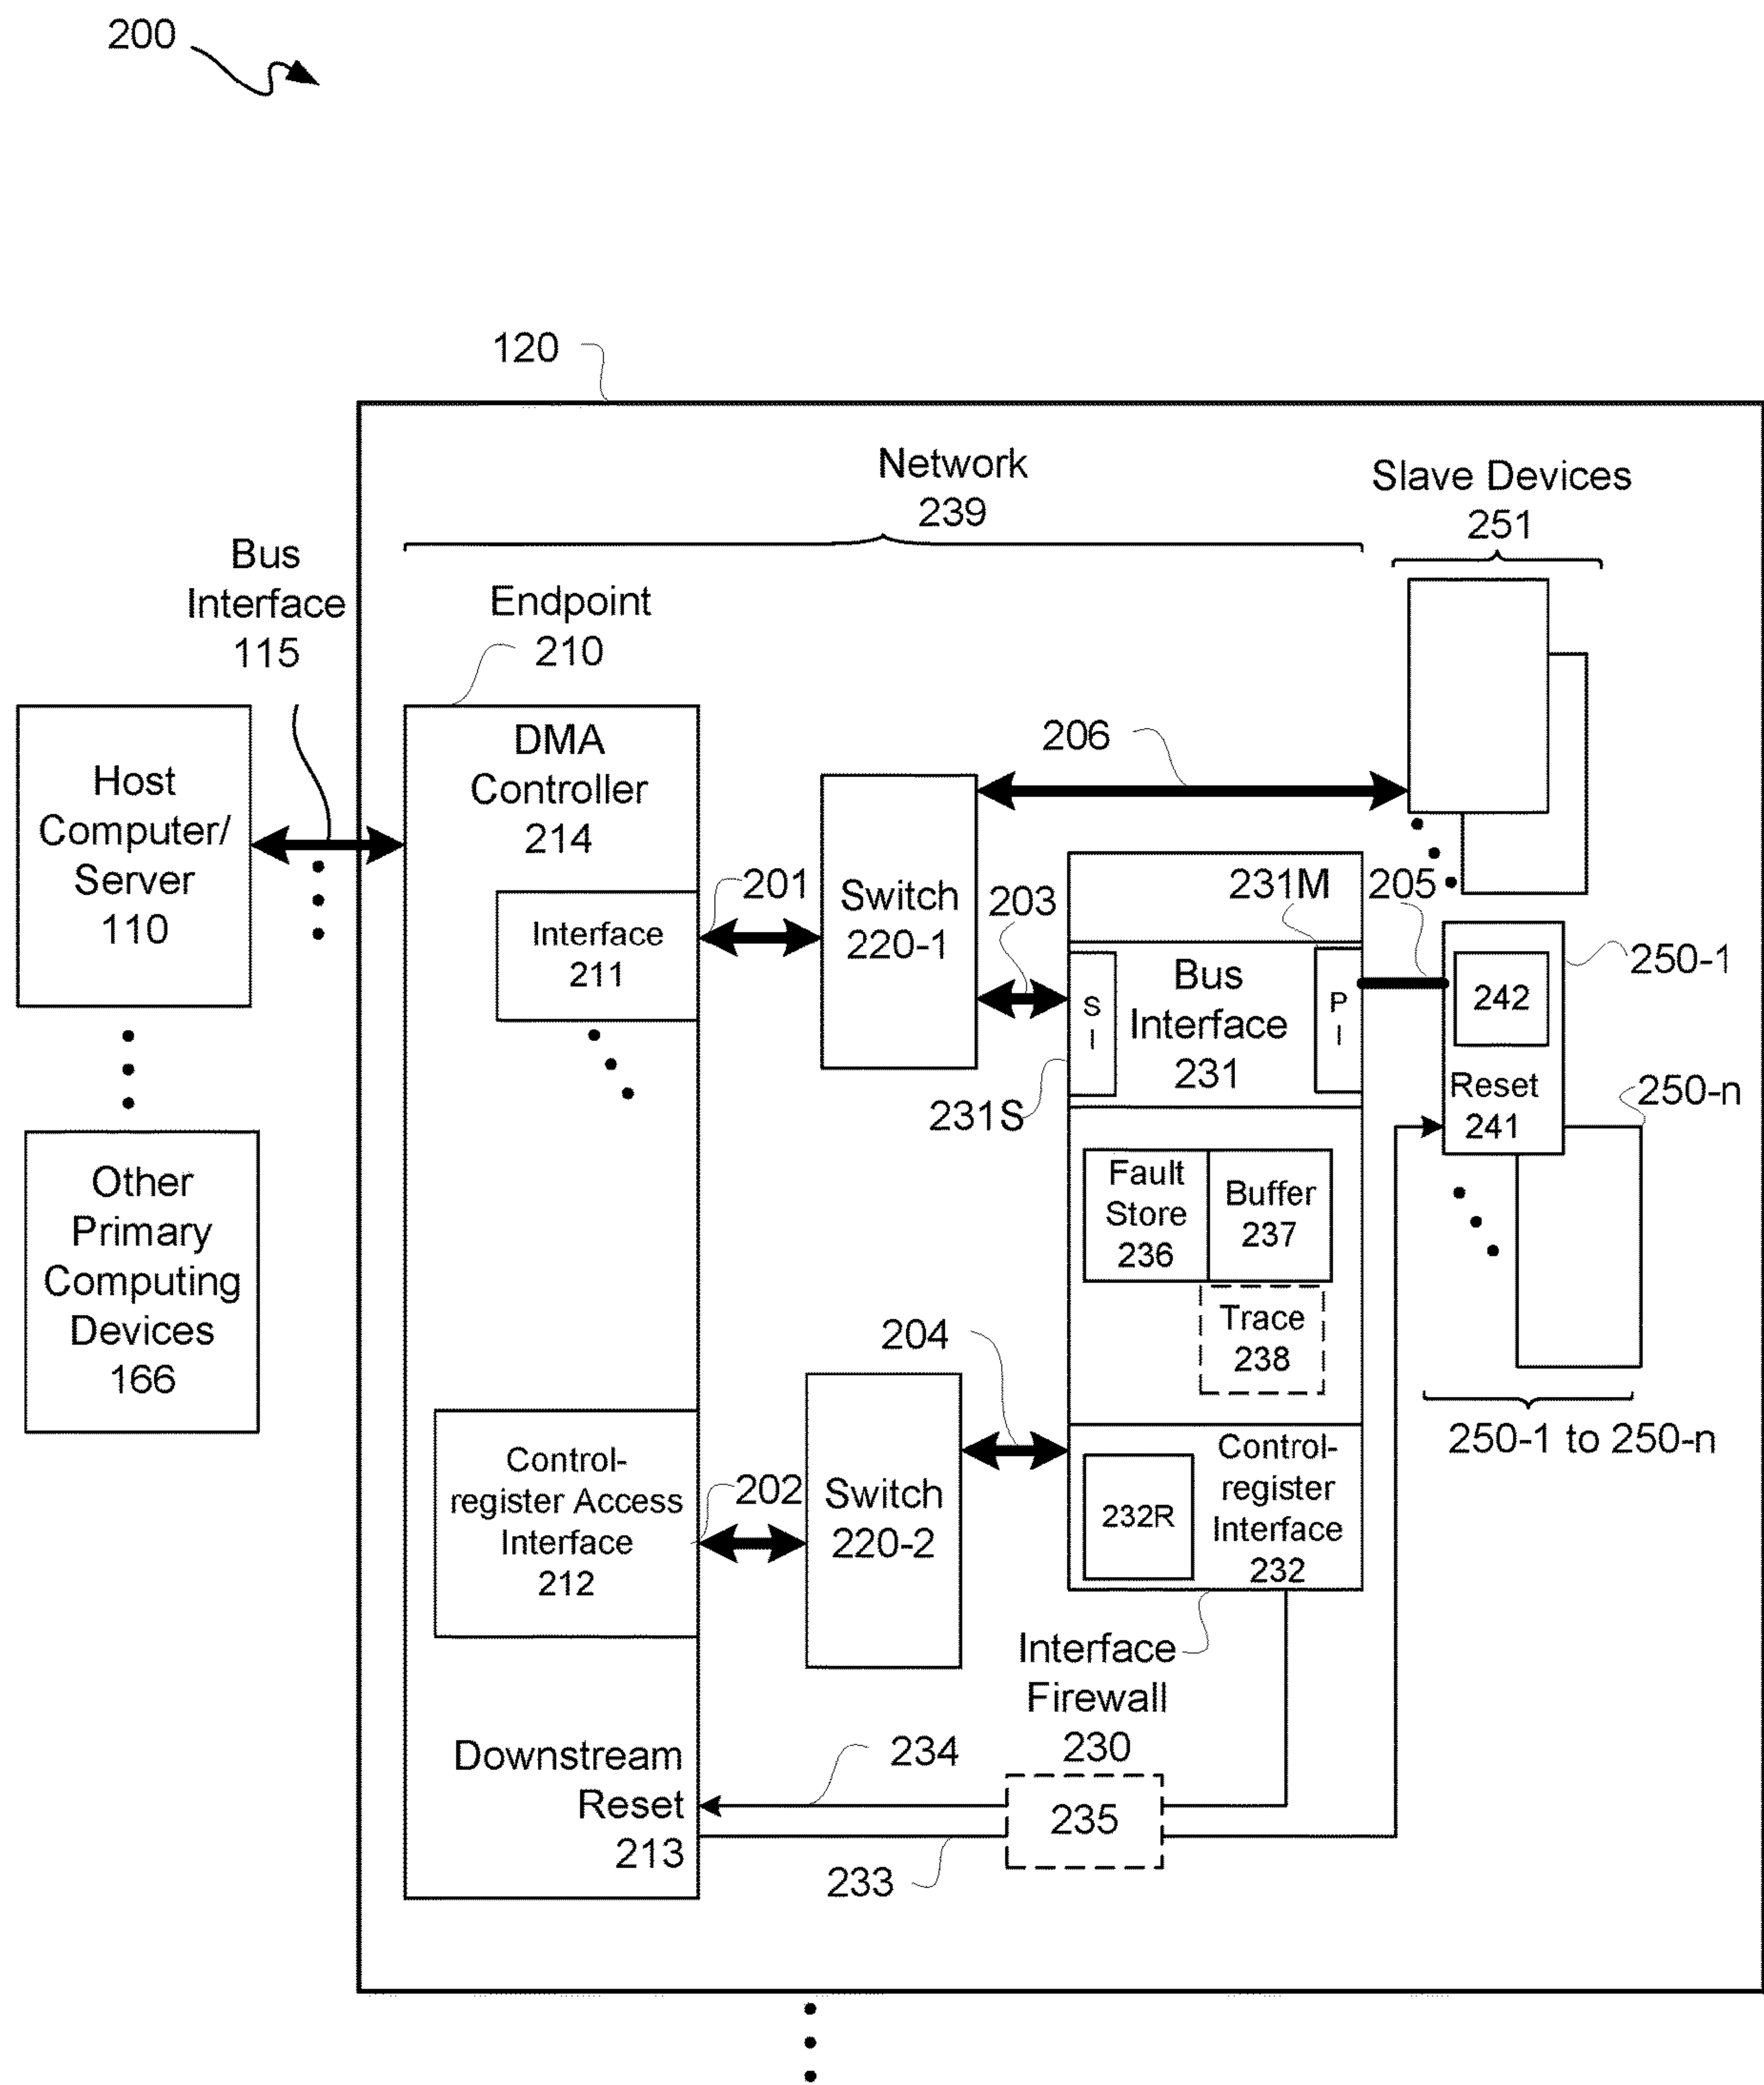 200
120
Network
239
Slave Devices
251
Bus
Interface
115
Endpoint
210
Host
Computer/
Server
110
DMA
Controller
214
Interface
211
201
Switch
220-1
206
203
231M
205
S
I
Bus
Interface
231
P
I
231S
242
Reset
241
250-1
250-n
Other
Primary
Computing
Devices
166
Fault
Store
236
Buffer
237
Trace
238
204
250-1 to 250-n
Control-
register Access
Interface
212
202
Switch
220-2
232R
Control-
register
Interface
232
Interface
Firewall
230
Downstream
Reset
213
234
235
233